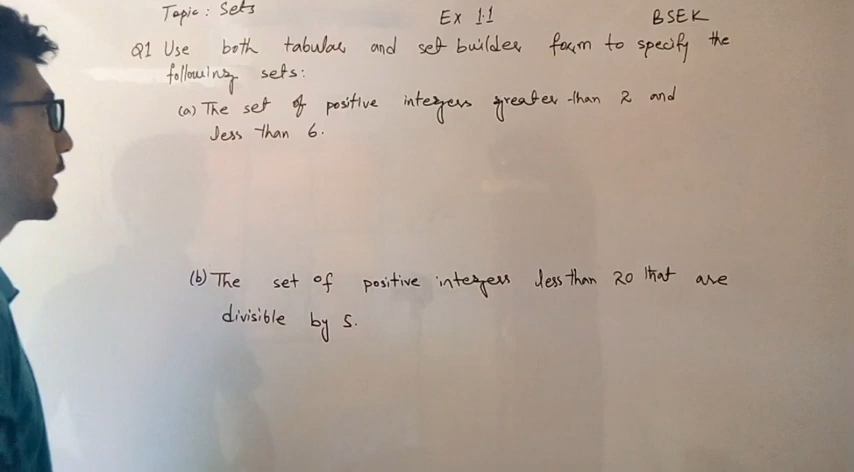 Topic: Sets Ex 1.1 BSEK
Q1 Use both tabular and set builder form to specify the
following sets:
(a) The set of positive integers greater than 2 and
less than 6.
(b) The set of positive integers less than 20 that are
divisible by 5.